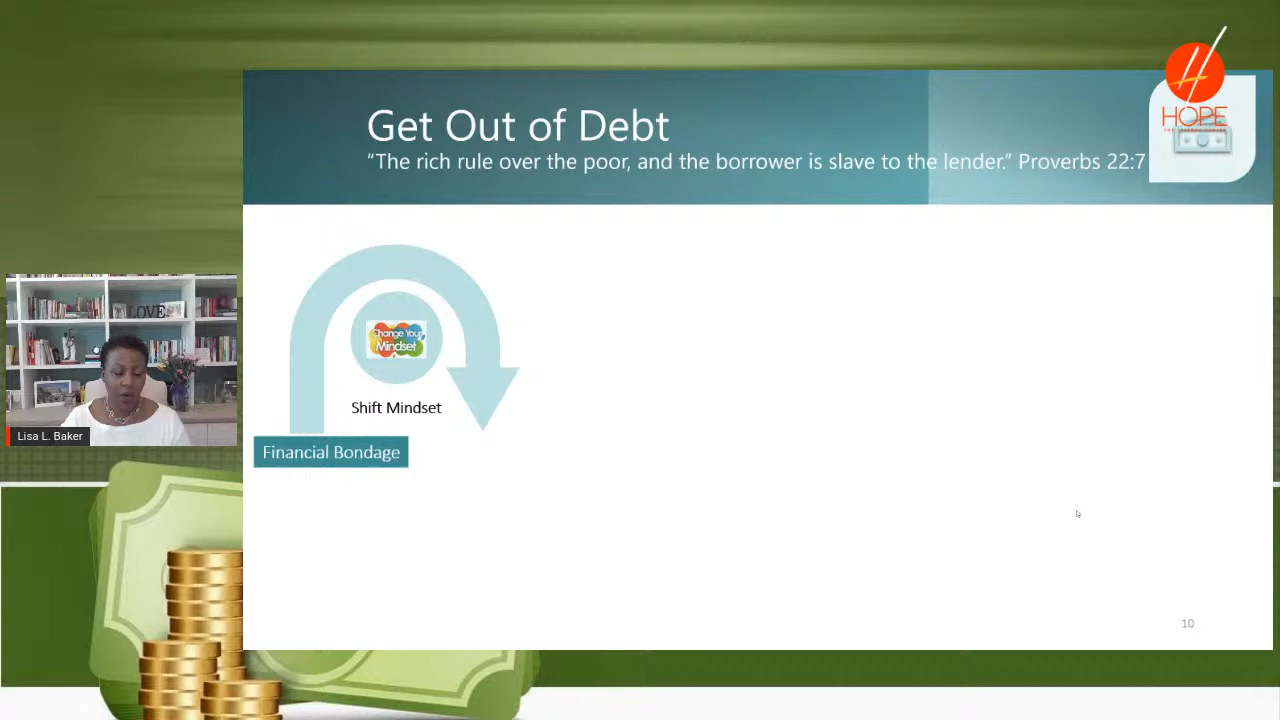 HOPE
Get Out of Debt
“The rich rule over the poor, and the borrower is slave to the lender.” Proverbs 22:7
LOVE
Change Your
Mindset
Shift Mindset
Lisa L. Baker
Financial Bondage
10